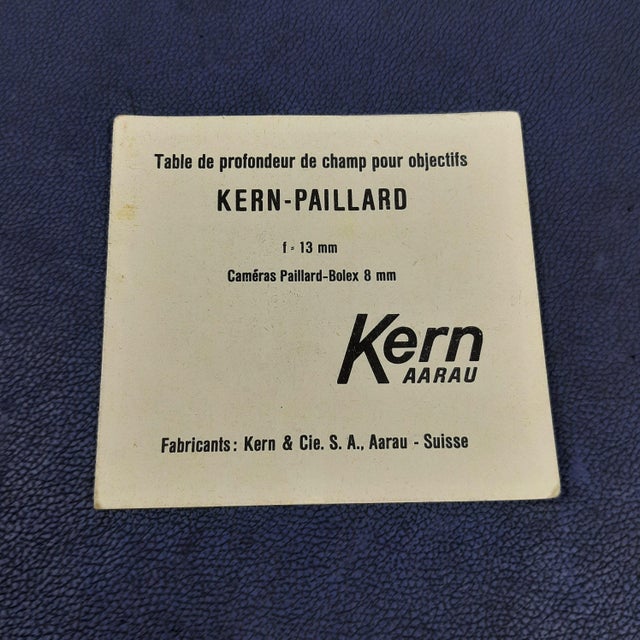 Table de profondeur de champ pour objectifs
KERN-PAILLARD
f = 13 mm
Caméras Paillard-Bolex 8 mm
Kern
AARAU
Fabricants: Kern & Cie. S. A., Aarau - Suisse